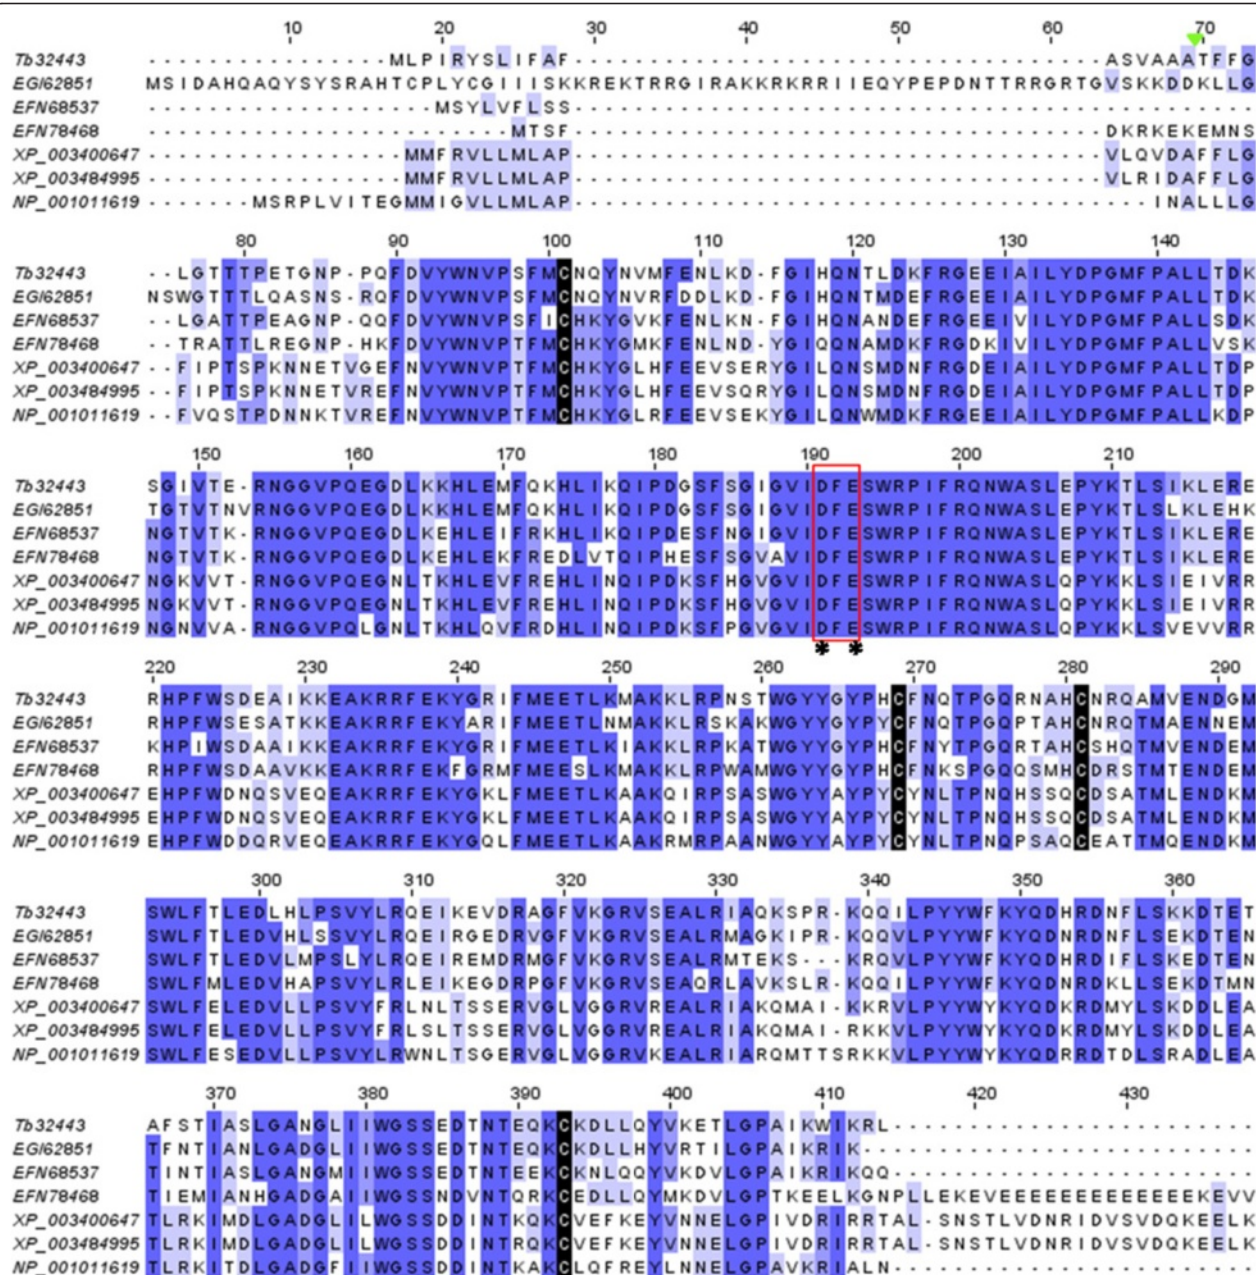 10 20 30 40 50 60 70
Tb32443 ----------------MLPIRYSLIFAF-----------------------------------ASVAAATFFG
EGI62851 MSIDAHQAQYSYSRAHTCPLYCGIIISKKREKTRRGIRAKKRKRRIIEQYPEPDNTTRRGRTGVSKKDDKLLG
EFN68537 -------------------MSYLVFLSS---------------------------------------------
EFN78468 ------------------------MTSF-----------------------------------DKRKEKEMNS
XP_003400647 -----------------MMFRVLLMLAP-----------------------------------VLQVDAFFLG
XP_003484995 -----------------MMFRVLLMLAP-----------------------------------VLRIDAFFLG
NP_001011619 -------MSRPLVITEGMMIGVLLMLAP--------------------------------------INALLLG
80 90 100 110 120 130 140
Tb32443 --LGTTTPETGNP-PQFDVYWNVPSFMCNQYNVMFENLKD-FGIHQNTLDKFRGEEIAILYDPGMFPALLTDK
EGI62851 NSWGTTTLQASNS-RQFDVYWNVPSFMCNQYNVRFDDLKD-FGIHQNTMDEFRGEEIAILYDPGMFPALLTDK
EFN68537 --LGATTPEAGNP-QQFDVYWNVPSFICHKYGVKFENLKN-FGIHQNANDEFRGEEIVILYDPGMFPALLSDK
EFN78468 --TRATTLREGNP-HKFDVYWNVPTFMCHKYGMKFENLND-YGIQQNAMDKFRGDKIVILYDPGMFPALLVSK
XP_003400647 --FIPTSPKNNETVGEFNVYWNVPTFMCHKYGLHFEEVSERYGILQNSMDNFRGEEIAILYDPGMFPALLTDP
XP_003484995 --FIPTSPKNNETVREFNVYWNVPTFMCHKYGLHFEEVSQRYGILQNSMDNFRGDEIAILYDPGMFPALLTDP
NP_001011619 --FVQSTPDNNKTVREFNVYWNVPTFMCHKYGLRFEEVSEKYGILQNWMDKFRGEEIAILYDPGMFPALLKDP
150 160 170 180 190 200 210
Tb32443 SGIVTE-RNGGVPQEGDLKKHLEMFQKHLIKQIPDGSFSGIGVIDFESWRPIFRQNWASLEPYKTLSIKLERE
EGI62851 TGTVTNVRNGGVPQEGDLKKHLEMFQKHLIKQIPDGSFSGIGVIDFESWRPIFRQNWASLEPYKTLSLKLEHK
EFN68537 NGTVTK-RNGGVPQEGDLKEHLEIFRKHLIKQIPDESFNGIGVIDFESWRPIFRQNWASLEPYKTLSIKLERE
EFN78468 NGTVTK-RNGGVPQEGDLKEHLEKFREDLVTQIPHESFSGVAVIDFESWRPIFRQNWASLEPYKTLSIKLERE
XP_003400647 NGKVVT-RNGGVPQEGNLTKHLEVFREHLINQIPDKSFHGVGVIDFESWRPIFRQNWASLQPYKKLSIEIVRR
XP_003484995 NGKVVT-RNGGVPQEGNLTKHLEVFREHLINQIPDKSFHGVGVIDFESWRPIFRQNWASLQPYKKLSIEIVRR
NP_001011619 NGNVVA-RNGGVPQLGNLTKHLQVFRDHLINQIPDKSFPGVGVIDFESWRPIFRQNWASLQPYKKLSVEVVRR
* *
220 230 240 250 260 270 280 290
Tb32443 RHPFWSDEAIKKEAKRRFEKYGRIFMEETLKMAKKLRPNSTWGYYGYPHCFNQTPGQRNAHCNRQAMVENDGM
EGI62851 RHPFWSESATKKEAKRRFEKYARIFMEETLNMAKKLRSKAKWGYYGYPYCFNQTPGQPTAHCNRQTMAENNEM
EFN68537 KHPIWSDAAIKKEAKRRFEKYGRIFMEETLKIAKKLRPKATWGYYGYPHCFNYTPGQRTAHCSHQTMVENDEM
EFN78468 RHPFWSDAAVKKEAKRRFEKFGRMFMEESLKMAKKLRPWAMWGYYGYPHCFNKSPGQQSMHCDRSTMTENDEM
XP_003400647 EHPFWDNQSVEQEAKRRFEKYGKLFMEETLKAAKQIRPSASWGYYAYPYCYNLTPNQHSSQCDSATMLENDKM
XP_003484995 EHPFWDNQSVEQEAKRRFEKYGKLFMEETLKAAKQIRPSASWGYYAYPYCYNLTPNQHSSQCDSATMLENDKM
NP_001011619 EHPFWDDQRVEQEAKRRFEKYGQLFMEETLKAAKRMRPAANWGYYAYPYCYNLTPNQPSAQCEATTMQENDKM
300 310 320 330 340 350 360
Tb32443 SWLFTLEDLHLPSVYLRQEIKEVDRAGFVKGRVSEALRIAQKSPR-KQQILPYYWFKYQDHRDNFLSKKDTET
EGI62851 SWLFTLEDVHLSSVYLRQEIRGEDRVGFVKGRVSEALRMAGKIPR-KQQVLPYYWFKYQDNRDNFLSEKDTEN
EFN68537 SWLFTLEDVLMPSLYLRQEIREMDRMGFVKGRVSEALRMTEKS---KRQVLPYYWFKYQDHRDIFLSKEDTEN
EFN78468 SWLFMLEDVHAPSVYLRLEIKEGDRPGFVKGRVSEAQRLAVKSLR-KQQILPYYWFKYQDNRDKLLSEKDTMN
XP_003400647 SWLFELEDVLLPSVYFRLNLTSSERVGLVGGRVREALRIAKQMAI-KKRVLPYYWYKYQDKRDMYLSKDDLEA
XP_003484995 SWLFELEDVLLPSVYFRLSLTSSERVGLVGGRVREALRIAKQMAI-RKKVLPYYWYKYQDKRDMYLSKDDLEA
NP_001011619 SWLFESEDVLLPSVYLRWNLTSGERVGLVGGRVKEALRIARQMTTSRKKVLPYYWYKYQDRRDTDLSRADLEA
370 380 390 400 410 420 430
Tb32443 AFSTIASLGANGLIIWGSSEDTNTEQKCKDLLQYVKETLGPAIKWIKRL------------------------
EGI62851 TFNTIANLGADGLIIWGSSEDTNTEQKCKDLLHYVRTILGPAIKRIK--------------------------
EFN68537 TINTIASLGANGMIIWGSSEDTNTEEKCKNLQQYVKDVLGPAIKRIKQQ------------------------
EFN78468 TIEMIANHGADGAIIWGSSNDVNTQRKCEDLLQYMKDVLGPTKEELKGNPLLEKEVEEEEEEEEEEEEEKEVV
XP_003400647 TLRKIMDLGADGLILWGSSDDINTKQKCVEFKEYVNNELGPIVDRIRRTAL-SNSTLVDNRIDVSVDQKEELK
XP_003484995 TLRKIMDLGADGLILWGSSDDINTRQKCVEFKEYVNNELGPIVDRIRRTAL-SNSTLVDNRIDVSVDQKEELK
NP_001011619 TLRKITDLGADGFIIWGSSDDINTKAKCLQFREYLNNELGPAVKRIALN------------------------